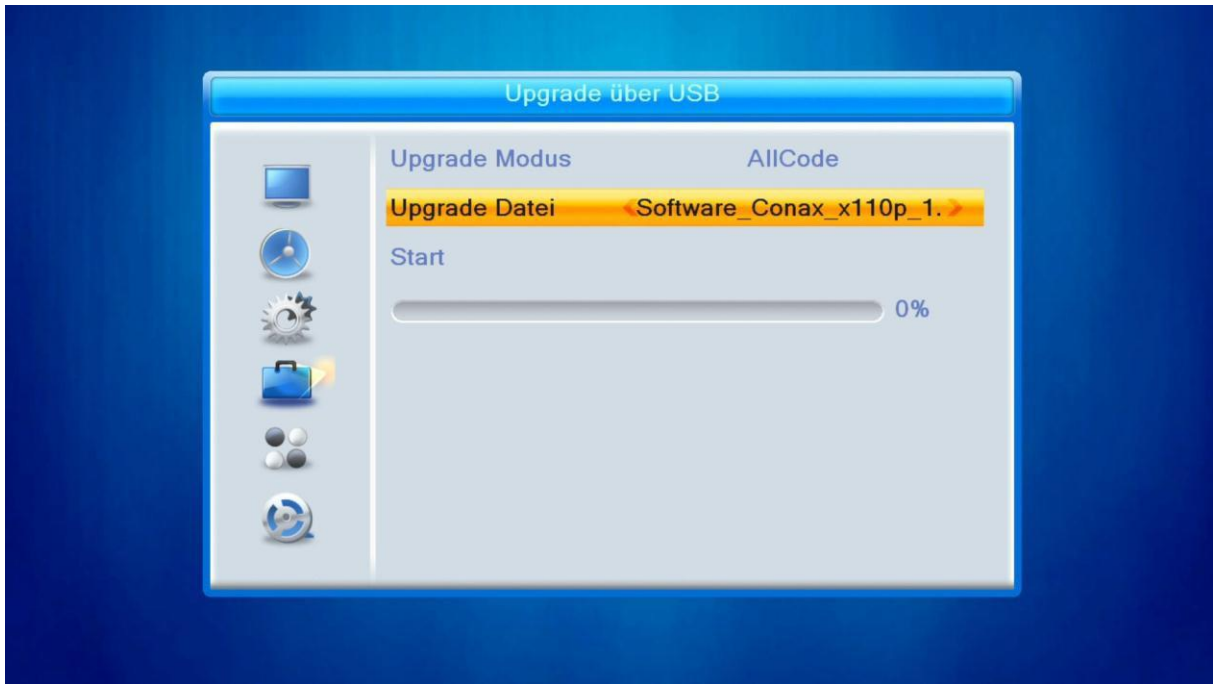 Upgrade über USB
Upgrade Modus AllCode
Upgrade Datei Software_Conax_x110p_1.
Start
0%